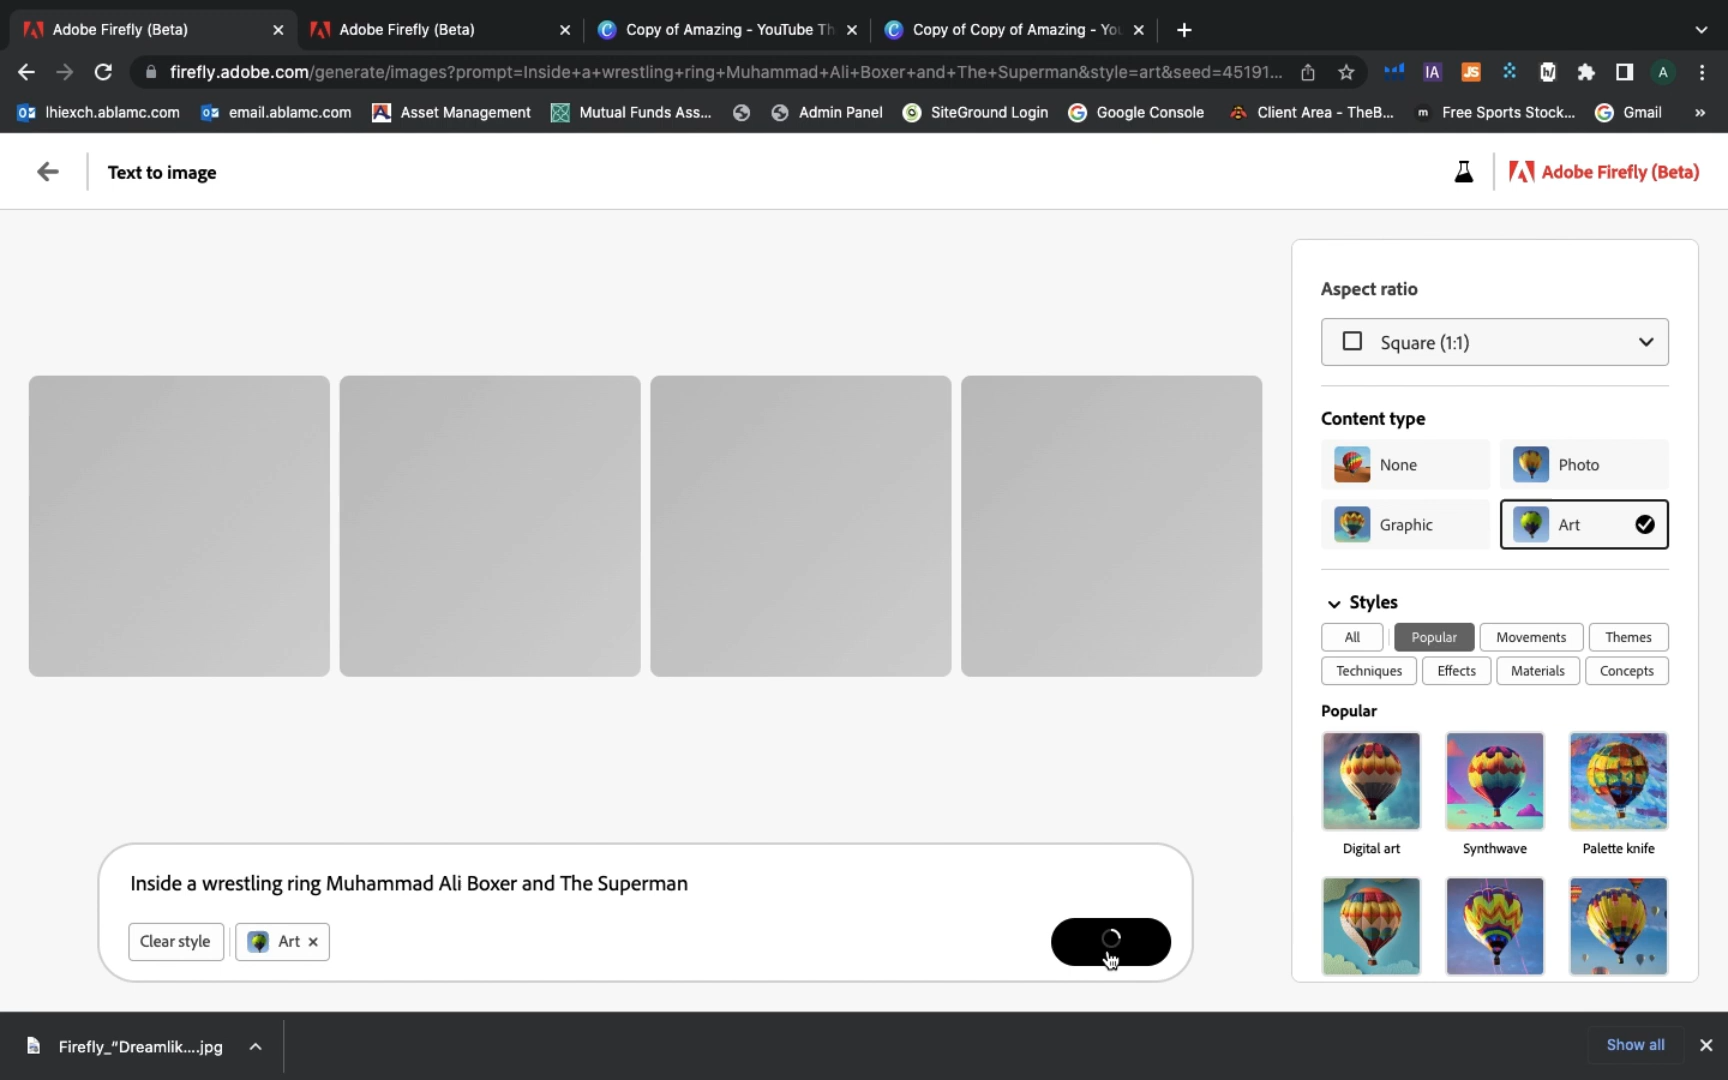 Adobe Firefly (Beta)
Adobe Firefly (Beta)
Copy of Amazing - YouTube Th
Copy of Copy of Amazing - You
firefly.adobe.com/generate/images?prompt=Inside+a+wrestling+ring+Muhammad+Ali+Boxer+and+The+Superman&style=art&seed=45191...
lhiexch.ablamc.com
email.ablamc.com
Asset Management
Mutual Funds Ass...
Admin Panel
SiteGround Login
Google Console
Client Area - TheB...
Free Sports Stock...
Gmail
Text to image
Adobe Firefly (Beta)
Aspect ratio
Square (1:1)
Content type
None
Photo
Graphic
Art
Styles
All
Popular
Movements
Themes
Techniques
Effects
Materials
Concepts
Popular
Digital art
Synthwave
Palette knife
Inside a wrestling ring Muhammad Ali Boxer and The Superman
Clear style
Art
Firefly_"Dreamlik....jpg
Show all